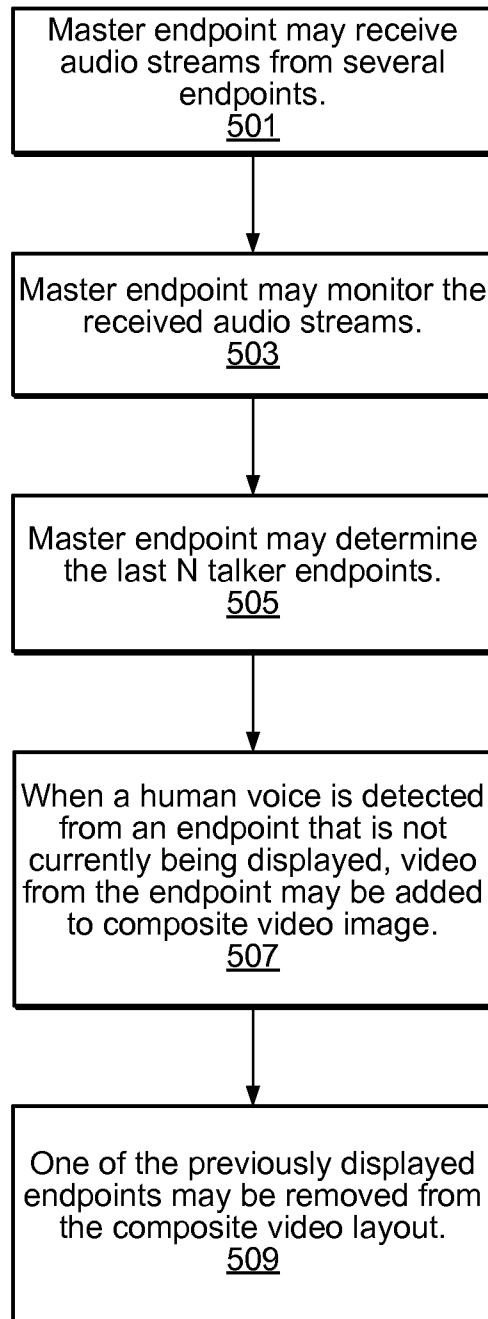 Master endpoint may receive
audio streams from several
endpoints.
501
Master endpoint may monitor the
received audio streams.
503
Master endpoint may determine
the last N talker endpoints.
505
When a human voice is detected
from an endpoint that is not
currently being displayed, video
from the endpoint may be added
to composite video image.
507
One of the previously displayed
endpoints may be removed from
the composite video layout.
509